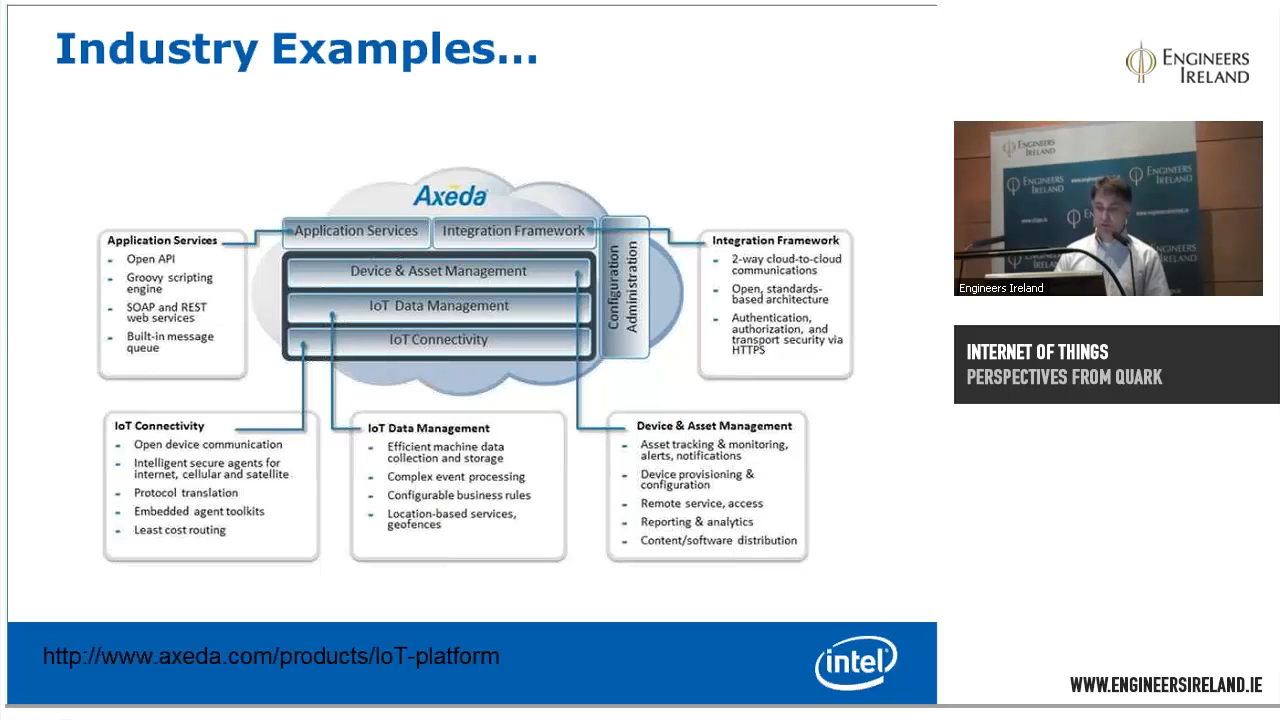 Industry Examples...
Axeda
Application Services
Integration Framework
Configuration
Administration
Device & Asset Management
IoT Data Management
IoT Connectivity
Application Services
- Open API
- Groovy scripting
engine
- SOAP and REST
web services
- Built-in message
queue
Integration Framework
- 2-way cloud-to-cloud
communications
- Open, standards-
based architecture
- Authentication,
authorization, and
transport security via
HTTPS
IoT Connectivity
- Open device communication
- Intelligent secure agents for
internet, cellular and satellite
- Protocol translation
- Embedded agent toolkits
- Least cost routing
IoT Data Management
- Efficient machine data
collection and storage
- Complex event processing
- Configurable business rules
- Location-based services,
geofences
Device & Asset Management
- Asset tracking & monitoring,
alerts, notifications
- Device provisioning &
configuration
- Remote service, access
- Reporting & analytics
- Content/software distribution
http://www.axeda.com/products/IoT-platform
intel
ENGINEERS
IRELAND
ENGINEERS
IRELAND
ENGINEERS
IRELAND
ENGINEERS
IRELAND
Engineers Ireland
INTERNET OF THINGS
PERSPECTIVES FROM QUARK
WWW.ENGINEERSIRELAND.IE